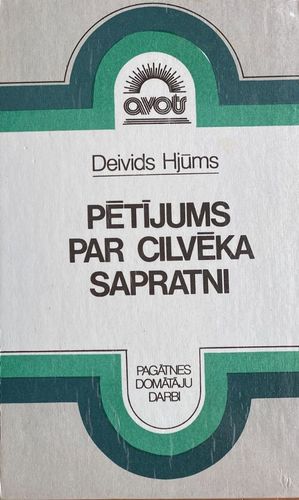 avots
Deivids Hjūms
PĒTĪJUMS
PAR CILVĒKA
SAPRATNI
PAGĀTNES
DOMĀTĀJU
DARBI